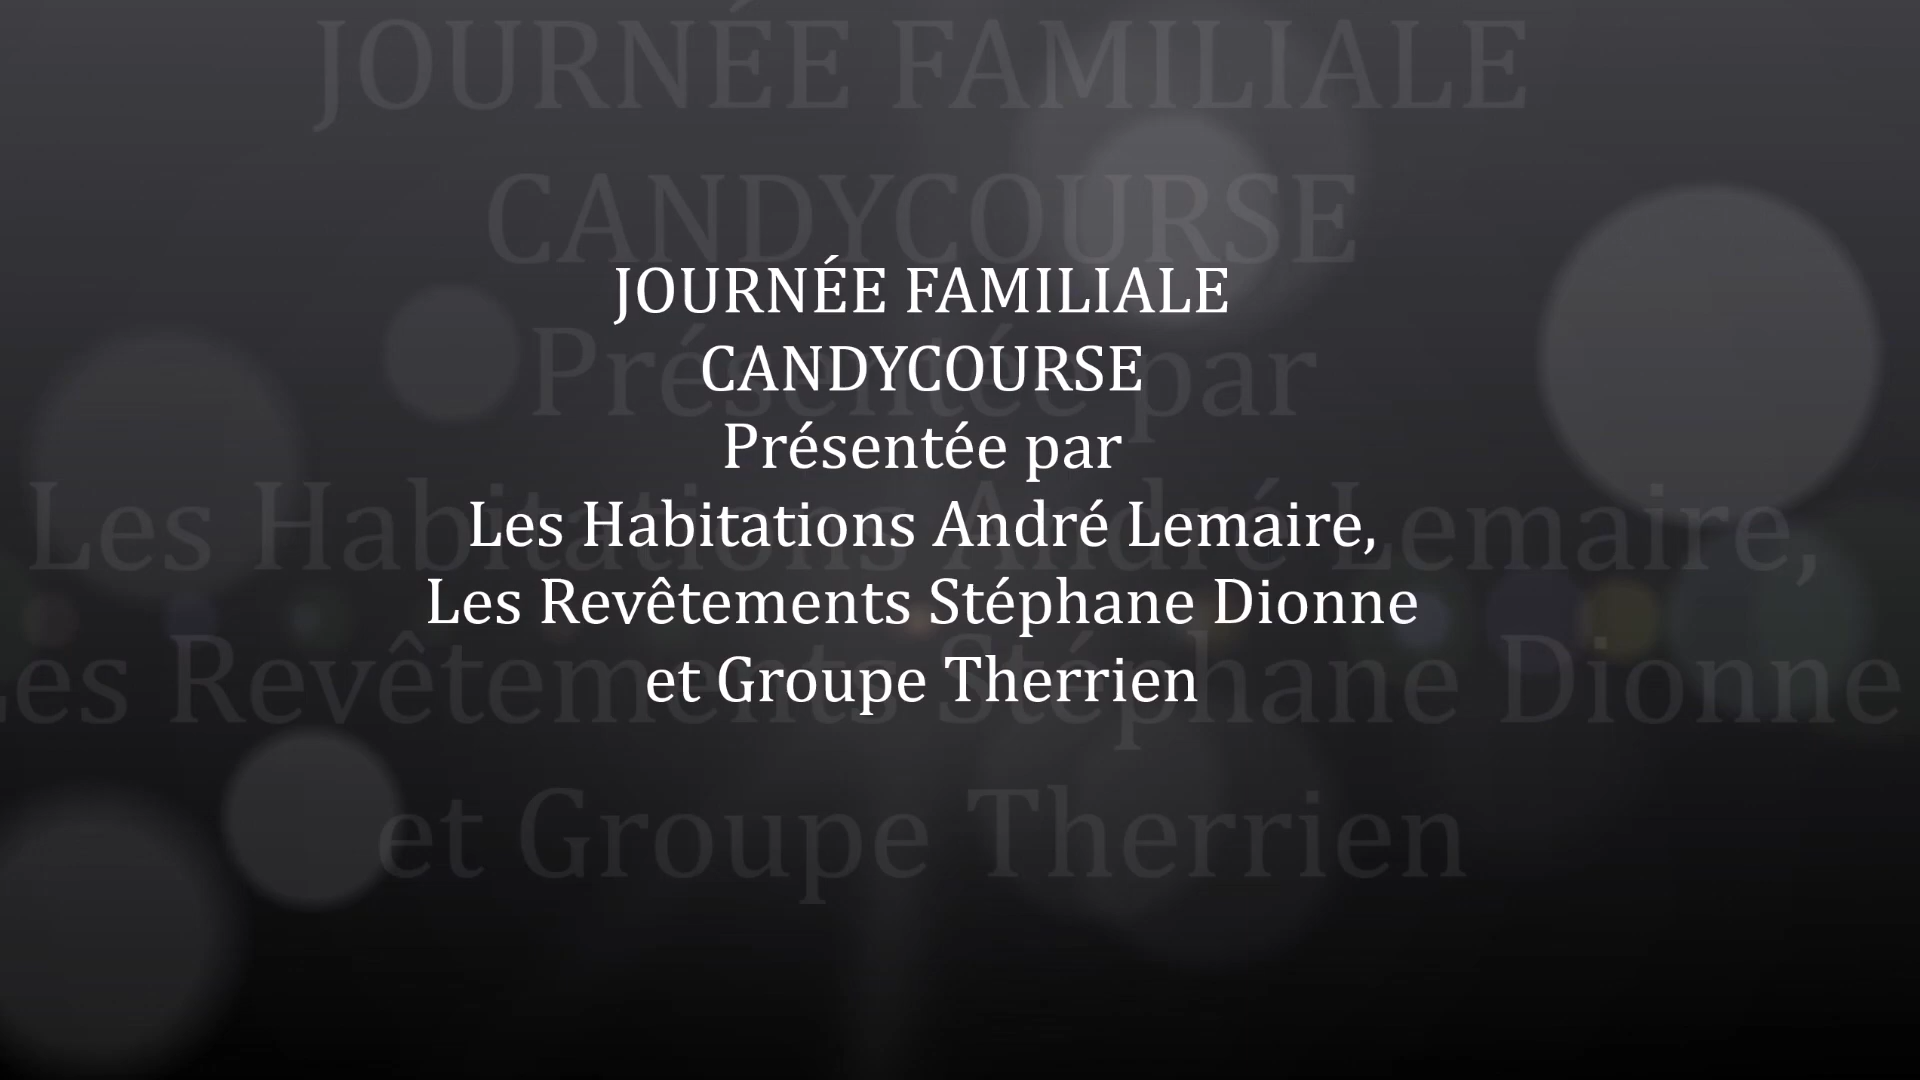 JOURNÉE FAMILIALE
CANDYCOURSE
Présentée par
Les Habitations André Lemaire,
Les Revêtements Stéphane Dionne
et Groupe Therrien